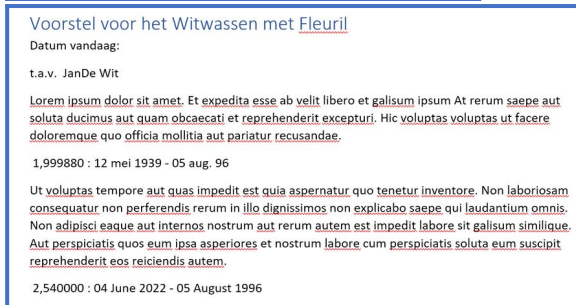 Voorstel voor het Witwassen met Fleuril
Datum vandaag:
t.a.v.  JanDe Wit
Lorem ipsum dolor sit amet. Et expedita esse ab velit libero et galisum ipsum At rerum saepe aut
soluta ducimus aut quam obcaecati et reprehenderit excepturi. Hic voluptas voluptas ut facere
doloremque quo officia mollitia aut pariatur recusandae.
1,999880 : 12 mei 1939 - 05 aug. 96
Ut voluptas tempore aut quas impedit est quia aspernatur quo tenetur inventore. Non laboriosam
consequatur non perferendis rerum in illo dignissimos non explicabo saepe qui laudantium omnis.
Non adipisci eaque aut internos nostrum aut rerum autem est impedit labore sit galisum similique.
Aut perspiciatis quos eum ipsa asperiores et nostrum labore cum perspiciatis soluta eum suscipit
reprehenderit eos reiciendis autem.
2,540000 : 04 June 2022 - 05 August 1996